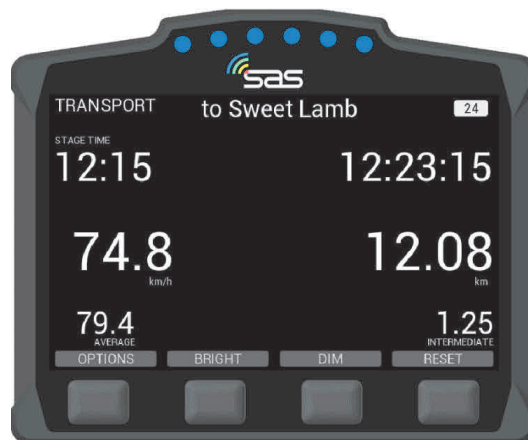 sas
TRANSPORT to Sweet Lamb 24
STAGE TIME
12:15 12:23:15
74.8 12.08
km/h km
79.4 1.25
AVERAGE INTERMEDIATE
OPTIONS BRIGHT DIM RESET